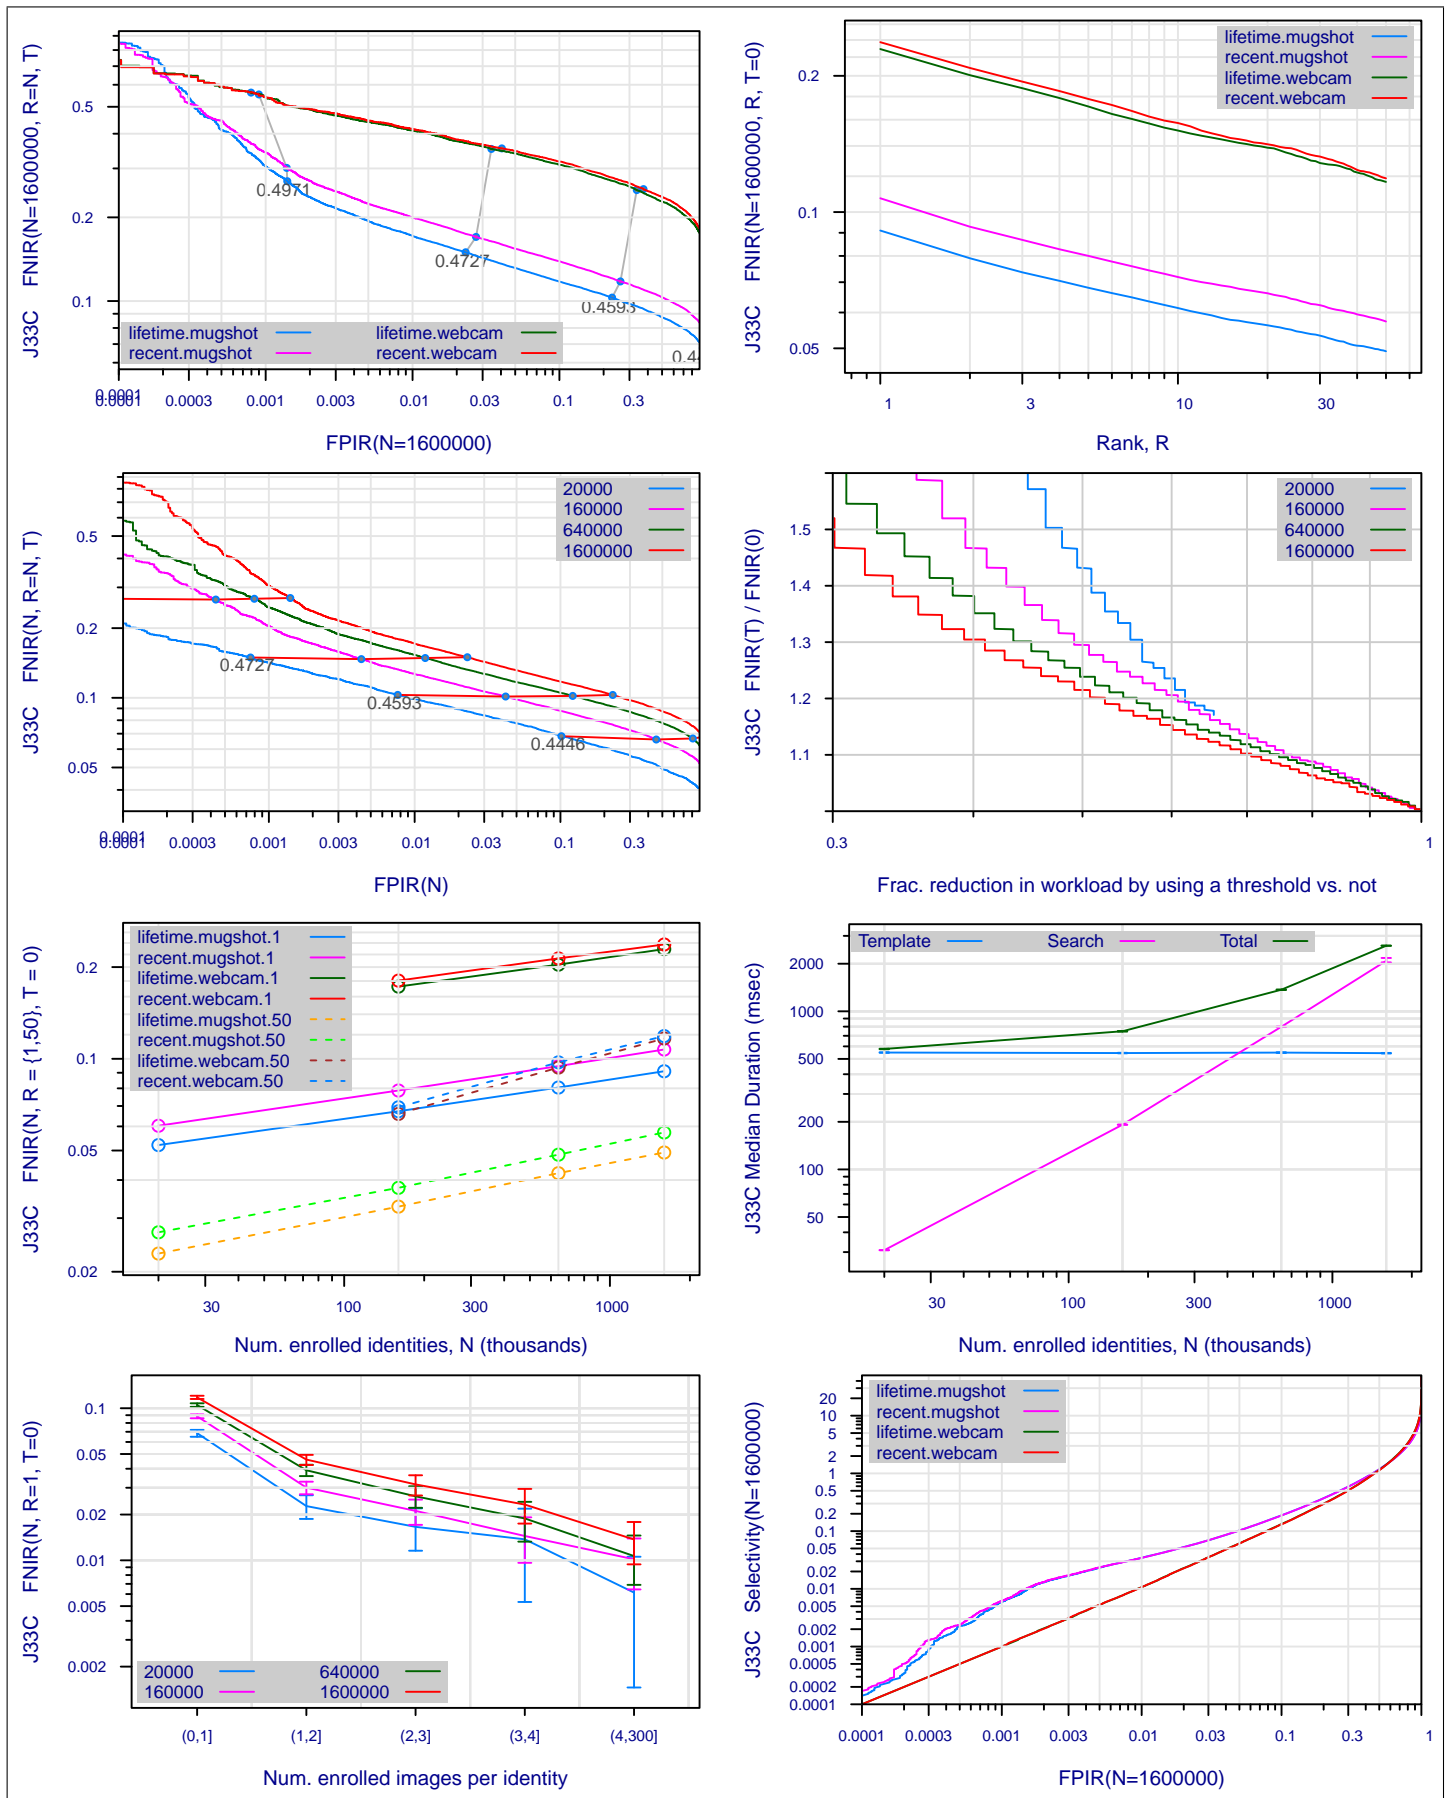 J33C FNIR(N=1600000, R=N, T)
0.5
0.2
0.1
0.4971
0.4727
0.4593
lifetime.mugshot
recent.mugshot
lifetime.webcam
recent.webcam
0.0001
0.0001 0.0003 0.001 0.003 0.01 0.03 0.1 0.3
FPIR(N=1600000)
J33C FNIR(N=1600000, R, T=0)
0.2
0.1
0.05
lifetime.mugshot
recent.mugshot
lifetime.webcam
recent.webcam
1 3 10 30
Rank, R
J33C FNIR(N, R=N, T)
0.5
0.2
0.1
0.05
20000
160000
640000
1600000
0.4727
0.4593
0.4446
0.0001
0.0001 0.0003 0.001 0.003 0.01 0.03 0.1 0.3
FPIR(N)
J33C FNIR(T) / FNIR(0)
1.5
1.4
1.3
1.2
1.1
20000
160000
640000
1600000
0.3 1
Frac. reduction in workload by using a threshold vs. not
J33C FNIR(N, R = {1,50}, T = 0)
0.2
0.1
0.05
0.02
lifetime.mugshot.1
recent.mugshot.1
lifetime.webcam.1
recent.webcam.1
lifetime.mugshot.50
recent.mugshot.50
lifetime.webcam.50
recent.webcam.50
30 100 300 1000
Num. enrolled identities, N (thousands)
J33C Median Duration (msec)
2000
1000
500
200
100
50
Template Search Total
30 100 300 1000
Num. enrolled identities, N (thousands)
J33C FNIR(N, R=1, T=0)
0.1
0.05
0.02
0.01
0.005
0.002
20000
160000
640000
1600000
(0,1] (1,2] (2,3] (3,4] (4,300]
Num. enrolled images per identity
J33C Selectivity(N=1600000)
20
10
5
2
1
0.5
0.2
0.1
0.05
0.02
0.01
0.005
0.002
0.001
0.0005
0.0002
0.0001
lifetime.mugshot
recent.mugshot
lifetime.webcam
recent.webcam
0.0001 0.0003 0.001 0.003 0.01 0.03 0.1 0.3 1
FPIR(N=1600000)